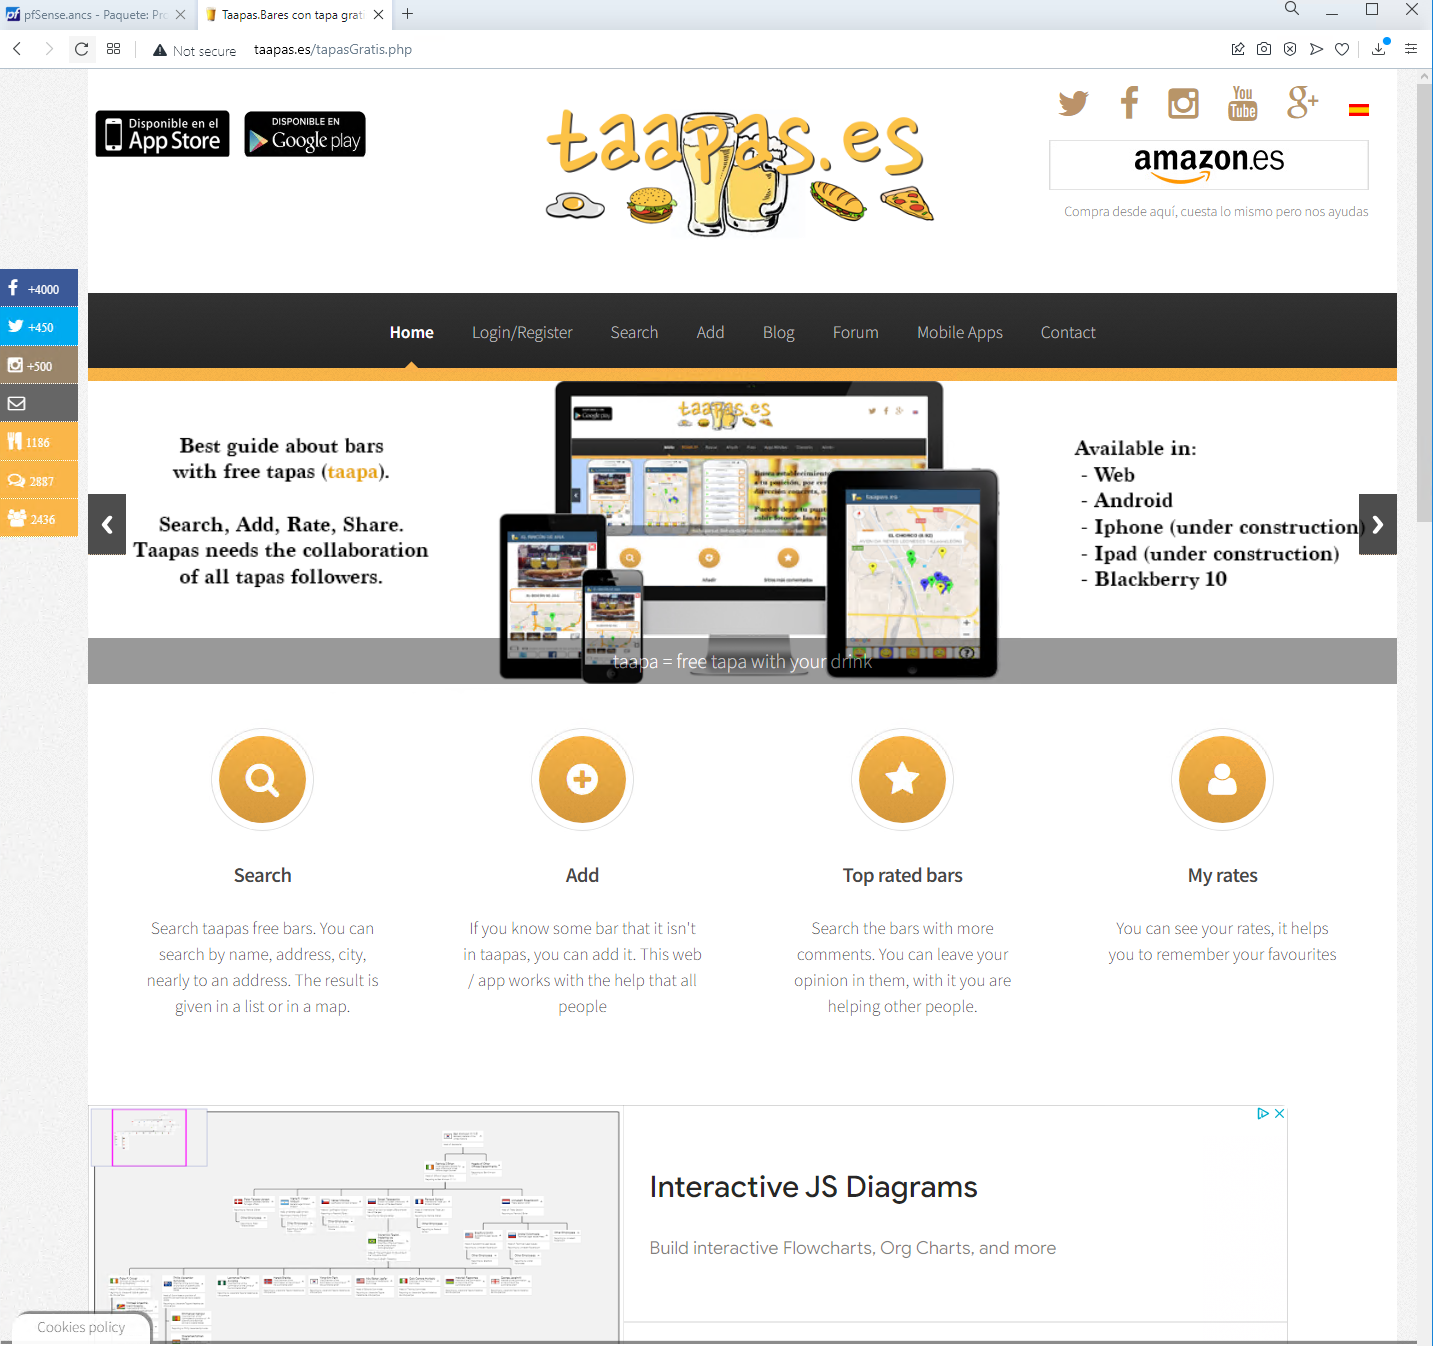 pfSense.ancs - Paquete: Pro
Taapas.Bares con tapa grat
Not secure
taapas.es/tapasGratis.php
Disponible en el
App Store
DISPONIBLE EN
Google play
taapas.es
You
Tube
g+
amazon.es
Compra desde aquí, cuesta lo mismo pero nos ayudas
+4000
+450
+500
1186
2887
2436
Home
Login/Register
Search
Add
Blog
Forum
Mobile Apps
Contact
Best guide about bars
with free tapas (taapa).
Search, Add, Rate, Share.
Taapas needs the collaboration
of all tapas followers.
taapas.es
Available in:
- Web
- Android
- Iphone (under construction)
- Ipad (under construction)
- Blackberry 10
taapa = free tapa with your drink
Search
Search taapas free bars. You can
search by name, address, city,
nearly to an address. The result is
given in a list or in a map.
Add
If you know some bar that it isn't
in taapas, you can add it. This web
/ app works with the help that all
people
Top rated bars
Search the bars with more
comments. You can leave your
opinion in them, with it you are
helping other people.
My rates
You can see your rates, it helps
you to remember your favourites
Interactive JS Diagrams
Build interactive Flowcharts, Org Charts, and more
Cookies policy